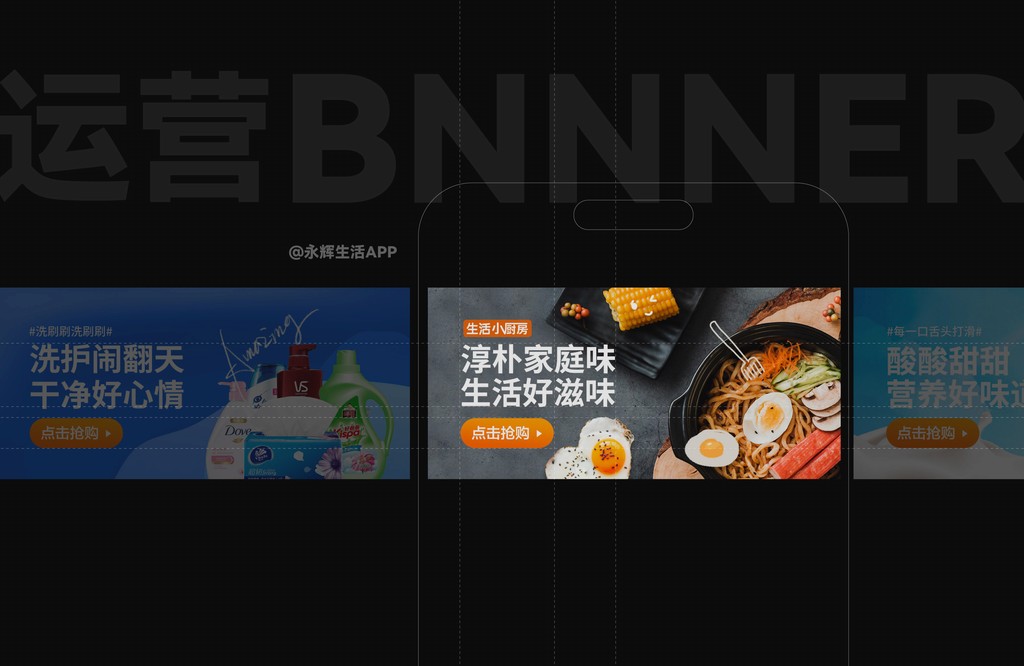 运营BNNNER
@永辉生活APP
#洗刷刷洗刷刷#
洗护闹翻天
干净好心情
点击抢购
Amazing
VS
Dove
生活小厨房
淳朴家庭味
生活好滋味
点击抢购
#每一口舌头打滑#
酸酸甜甜
营养好味道
点击抢购